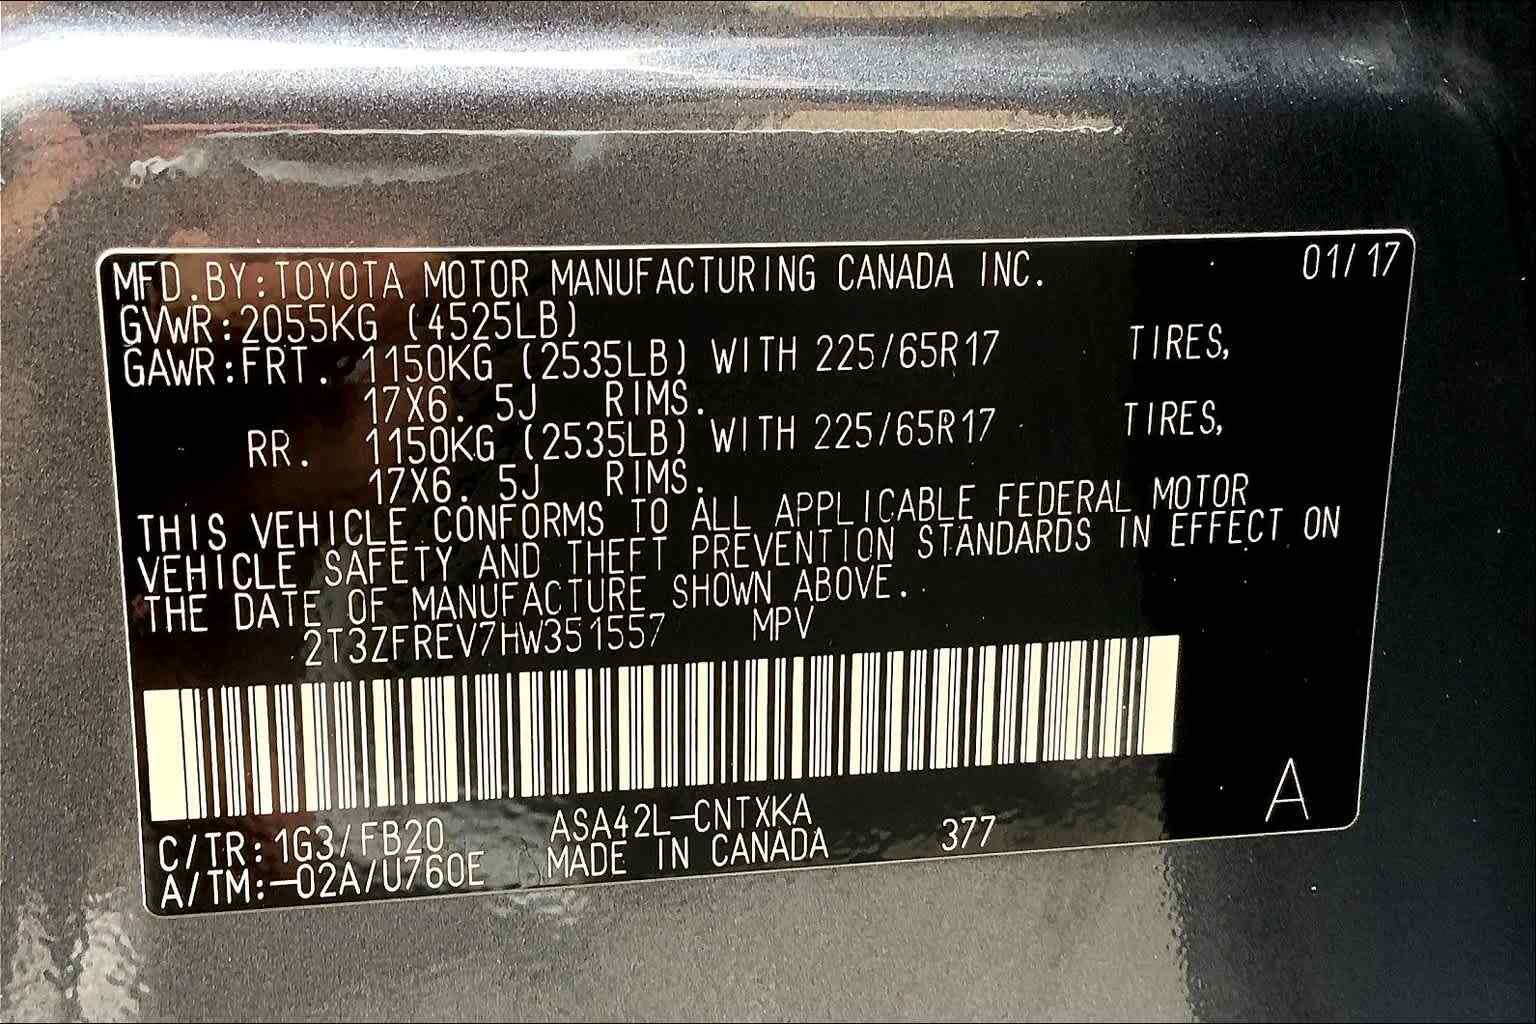 MFD.BY:TOYOTA MOTOR MANUFACTURING CANADA INC. 01/17
GVWR:2055KG (4525LB)
GAWR:FRT. 1150KG (2535LB) WITH 225/65R17 TIRES,
17X6. 5J RIMS.
RR. 1150KG (2535LB) WITH 225/65R17 TIRES,
17X6. 5J RIMS.
THIS VEHICLE CONFORMS TO ALL APPLICABLE FEDERAL MOTOR
VEHICLE SAFETY AND THEFT PREVENTION STANDARDS IN EFFECT ON
THE DATE OF MANUFACTURE SHOWN ABOVE.
2T3ZFREV7HW351557 MPV
A
C/TR:1G3/FB20 ASA42L-CNTXKA
A/TM:-02A/U760E MADE IN CANADA 377